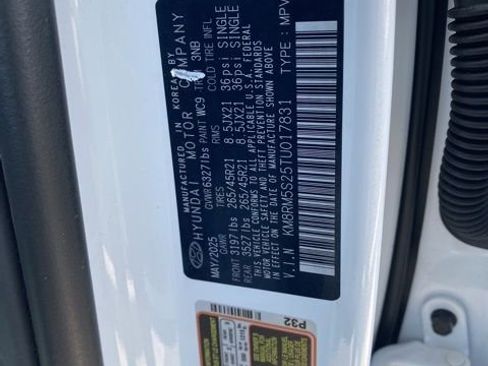 MANUFACTURED IN KOREA BY
HYUNDAI MOTOR COMPANY
MAY/2025 GVWR 6327lbs PAINT WC9 TRIM 3NB
GAWR TIRES RIMS COLD TIRE INFL.
FRONT 3197lbs 265/45R21 8.5JX21 36psi SINGLE
REAR 3527lbs 265/45R21 8.5JX21 36psi SINGLE
THIS VEHICLE CONFORMS TO ALL APPLICABLE U.S.A. FEDERAL
MOTOR VEHICLE SAFETY AND BUMPER STANDARDS
IN EFFECT ON THE DATE OF MANUFACTURE SHOWN ABOVE
V.I.N KM8RM5S25TU017831 TYPE : MPV
P32